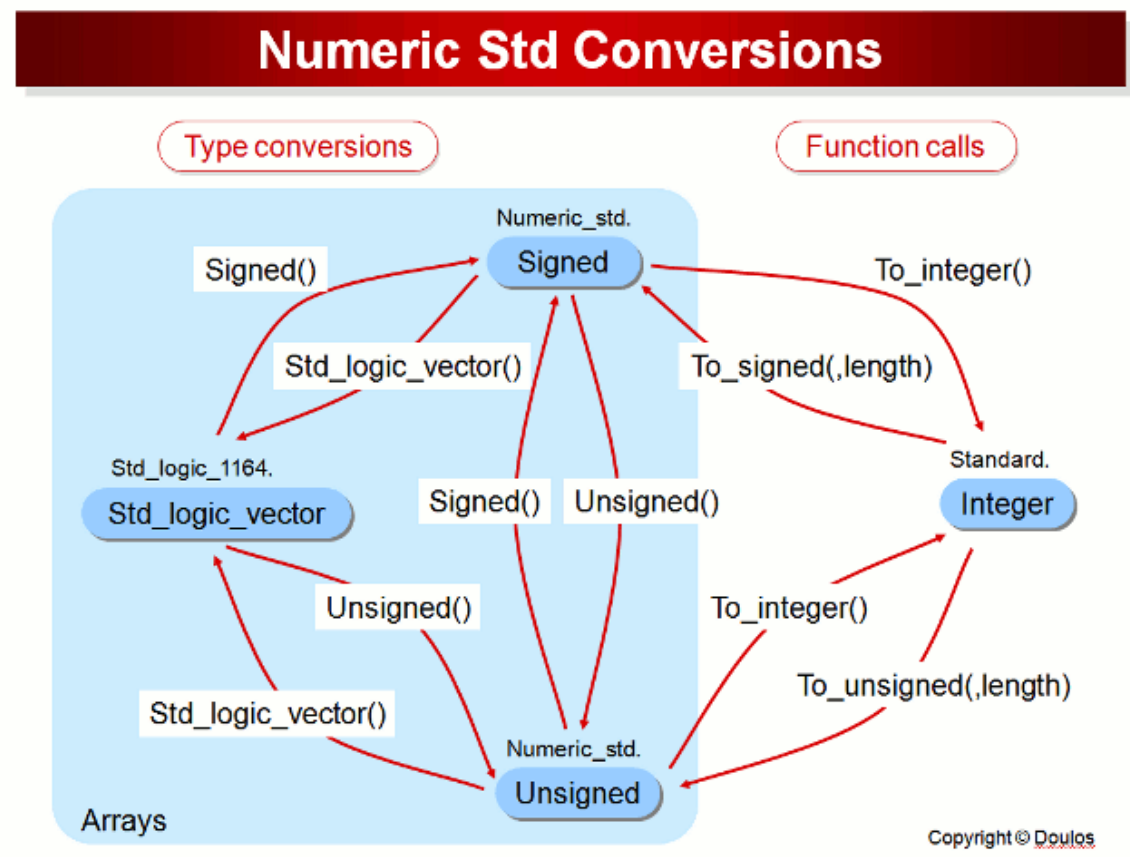 Numeric Std Conversions
Type conversions
Function calls
Numeric_std.
Signed
Signed()
To_integer()
Std_logic_vector()
To_signed(,length)
Std_logic_1164.
Std_logic_vector
Signed()
Unsigned()
Standard.
Integer
Unsigned()
To_integer()
Std_logic_vector()
To_unsigned(,length)
Numeric_std.
Unsigned
Arrays
Copyright © Doulos